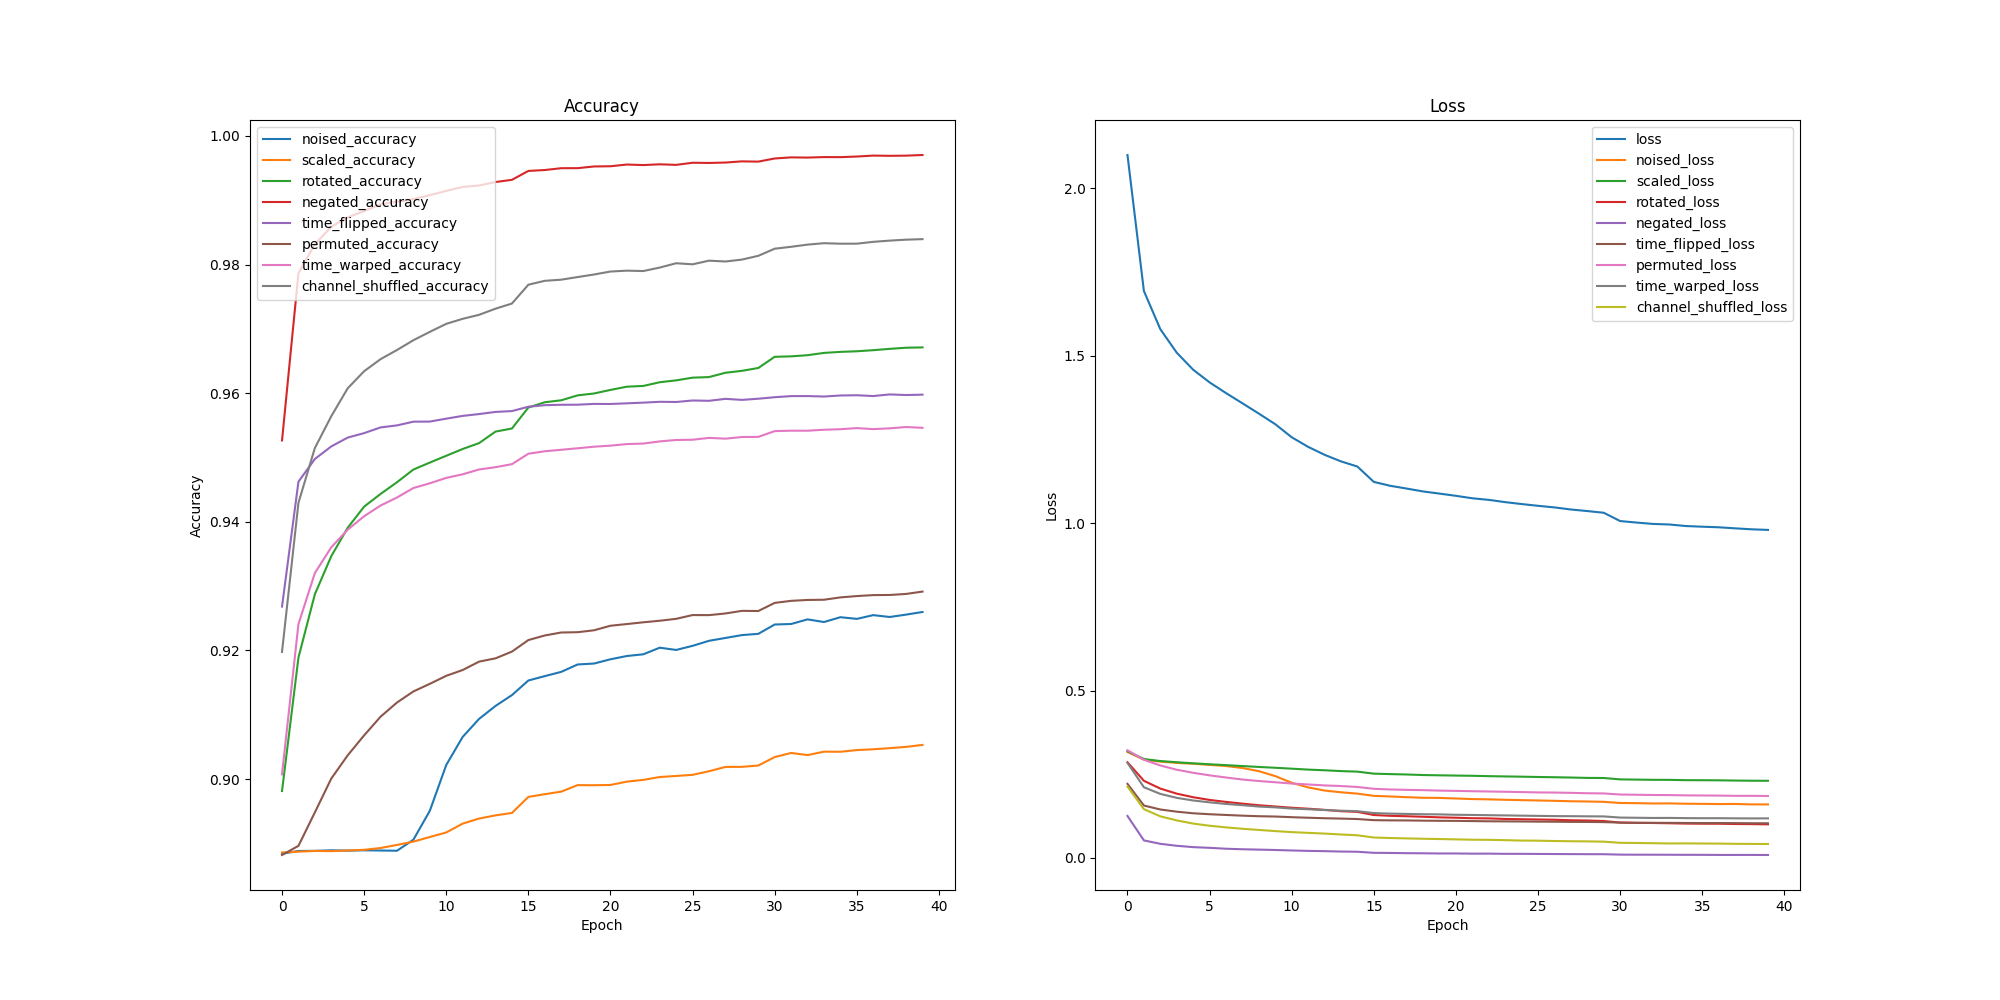 Accuracy
1.00
0.98
0.96
0.94
0.92
0.90
Accuracy
noised_accuracy
scaled_accuracy
rotated_accuracy
negated_accuracy
time_flipped_accuracy
permuted_accuracy
time_warped_accuracy
channel_shuffled_accuracy
0 5 10 15 20 25 30 35 40
Epoch
Loss
2.0
1.5
1.0
0.5
0.0
Loss
loss
noised_loss
scaled_loss
rotated_loss
negated_loss
time_flipped_loss
permuted_loss
time_warped_loss
channel_shuffled_loss
0 5 10 15 20 25 30 35 40
Epoch